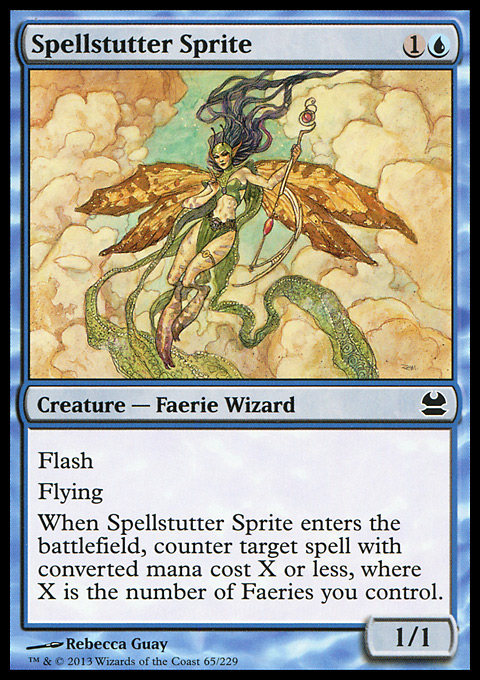 Spellstutter Sprite 1
Creature — Faerie Wizard
Flash
Flying
When Spellstutter Sprite enters the
battlefield, counter target spell with
converted mana cost X or less, where
X is the number of Faeries you control.
1/1
Rebecca Guay
™ & © 2013 Wizards of the Coast 65/229